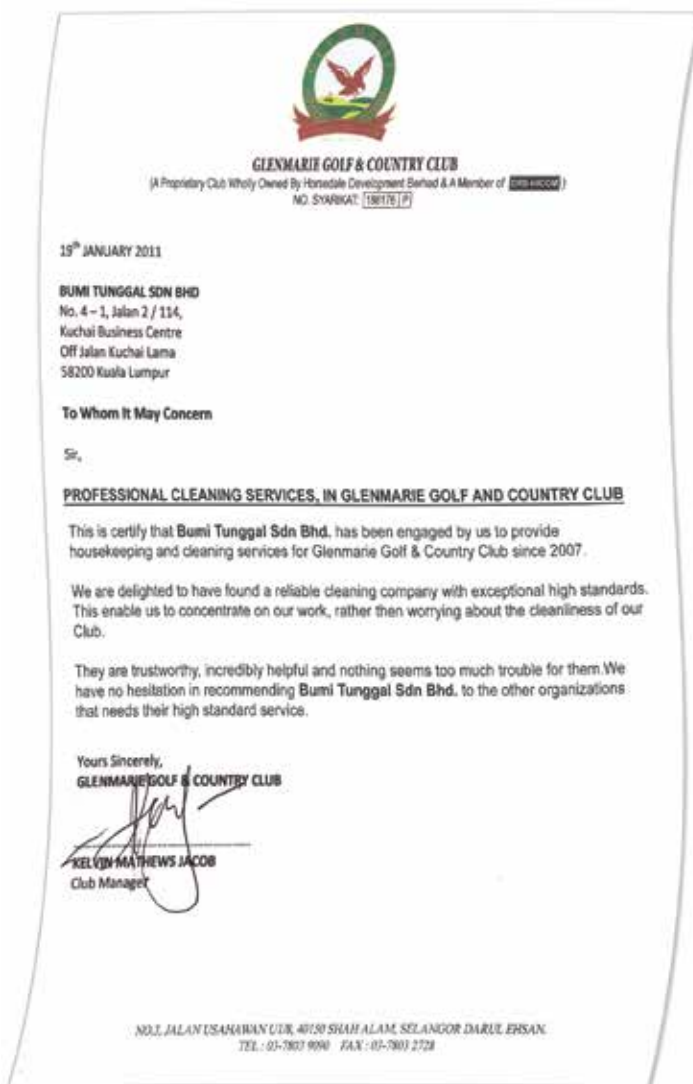 GLENMARIE GOLF & COUNTRY CLUB
(A Proprietary Club Wholly Owned By Horsedale Development Berhad & A Member of DRB-HICOM)
NO. SYARIKAT: 186176 P
19th JANUARY 2011
BUMI TUNGGAL SDN BHD
No. 4 – 1, Jalan 2 / 114,
Kuchai Business Centre
Off Jalan Kuchai Lama
58200 Kuala Lumpur
To Whom It May Concern
Sir,
PROFESSIONAL CLEANING SERVICES, IN GLENMARIE GOLF AND COUNTRY CLUB
This is certify that Bumi Tunggal Sdn Bhd. has been engaged by us to provide
housekeeping and cleaning services for Glenmarie Golf & Country Club since 2007.
We are delighted to have found a reliable cleaning company with exceptional high standards.
This enable us to concentrate on our work, rather then worrying about the cleanliness of our
Club.
They are trustworthy, incredibly helpful and nothing seems too much trouble for them.We
have no hesitation in recommending Bumi Tunggal Sdn Bhd. to the other organizations
that needs their high standard service.
Yours Sincerely,
GLENMARIE GOLF & COUNTRY CLUB
KELVIN MATHEWS JACOB
Club Manager
JALAN USAHAWAN 40150 SHAH ALAM, SELANGOR DARUL EHSAN.
TEL : 03-7803 9090 FAX : 03-7803 2728